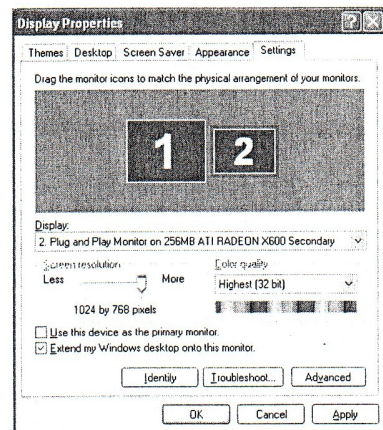 Display Properties
Themes Desktop Screen Saver Appearance Settings
Drag the monitor icons to match the physical arrangement of your monitors.
1 2
Display:
2. Plug and Play Monitor on 256MB ATI RADEON X600 Secondary
Screen resolution Color quality
Less More Highest (32 bit)
1024 by 768 pixels
Use this device as the primary monitor.
Extend my Windows desktop onto this monitor.
Identify Troubleshoot... Advanced
OK Cancel Apply